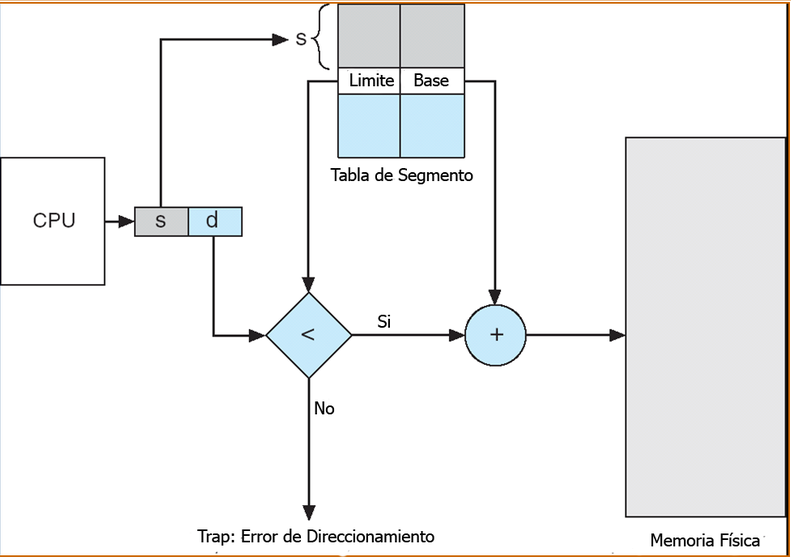 s
Limite Base
Tabla de Segmento
CPU
s d
<
Si
+
No
Trap: Error de Direccionamiento
Memoria Física